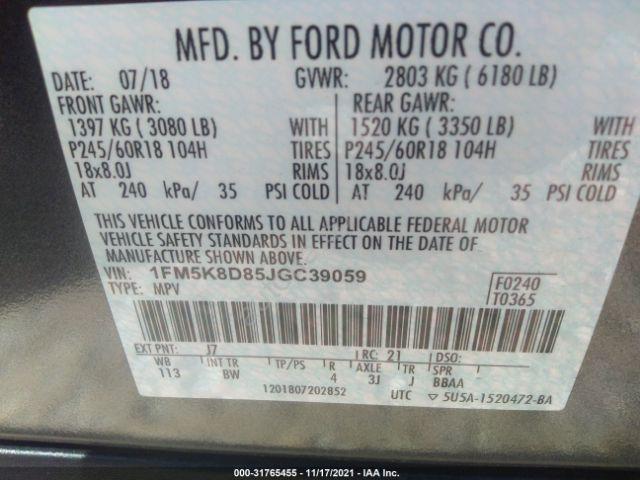 MFD. BY FORD MOTOR CO.
DATE: 07/18 GVWR: 2803 KG ( 6180 LB)
FRONT GAWR: REAR GAWR:
1397 KG ( 3080 LB) WITH 1520 KG ( 3350 LB) WITH
P245/60R18 104H TIRES P245/60R18 104H TIRES
18x8.0J RIMS 18x8.0J RIMS
AT 240 kPa/ 35 PSI COLD AT 240 kPa/ 35 PSI COLD
THIS VEHICLE CONFORMS TO ALL APPLICABLE FEDERAL MOTOR
VEHICLE SAFETY STANDARDS IN EFFECT ON THE DATE OF
MANUFACTURE SHOWN ABOVE.
VIN: 1FM5K8D85JGC39059 F0240
TYPE: MPV T0365
EXT PNT: J7 RC: 21 DSO:
WB INT TR TP/PS R AXLE TR SPR
113 BW 4 3J J BBAA
1201807202852 UTC ▽ 5U5A-1520472-BA
000-31765455 - 11/17/2021 - IAA Inc.